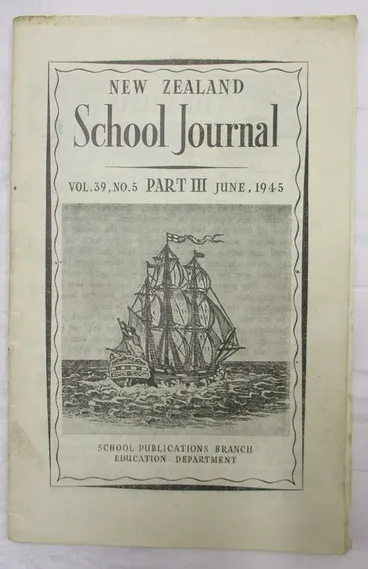 NEW ZEALAND
School Journal
VOL.39, NO.5 PART III JUNE, 1945
SCHOOL PUBLICATIONS BRANCH
EDUCATION DEPARTMENT